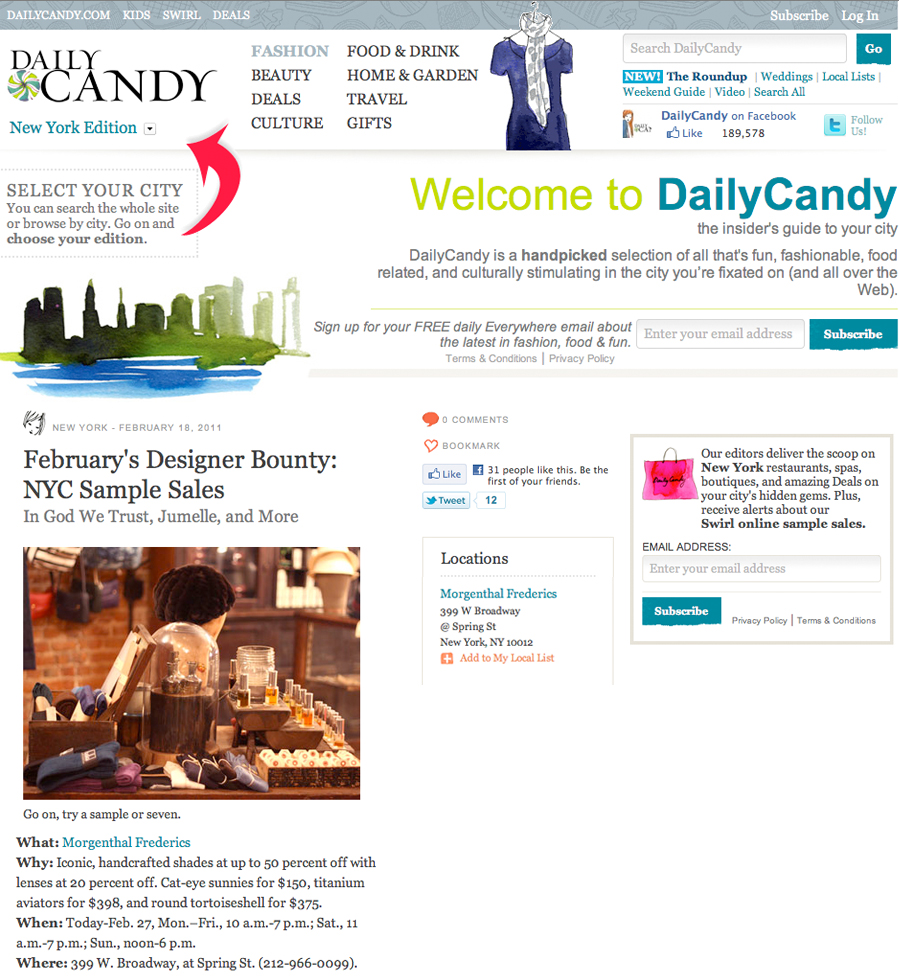 DAILYCANDY.COM KIDS SWIRL DEALS
Subscribe Log In
DAILY
CANDY
New York Edition
FASHION
BEAUTY
DEALS
CULTURE
FOOD & DRINK
HOME & GARDEN
TRAVEL
GIFTS
Search DailyCandy
Go
NEW! The Roundup | Weddings | Local Lists |
Weekend Guide | Video | Search All
DailyCandy on Facebook
Like 189,578
Follow
Us!
SELECT YOUR CITY
You can search the whole site
or browse by city. Go on and
choose your edition.
Welcome to DailyCandy
the insider's guide to your city
DailyCandy is a handpicked selection of all that's fun, fashionable, food
related, and culturally stimulating in the city you're fixated on (and all over the
Web).
Sign up for your FREE daily Everywhere email about
the latest in fashion, food & fun.
Enter your email address
Subscribe
Terms & Conditions | Privacy Policy
NEW YORK - FEBRUARY 18, 2011
February's Designer Bounty:
NYC Sample Sales
In God We Trust, Jumelle, and More
0 COMMENTS
BOOKMARK
Like
31 people like this. Be the
first of your friends.
Tweet 12
Locations
Morgenthal Frederics
399 W Broadway
@ Spring St
New York, NY 10012
Add to My Local List
DailyCandy
Our editors deliver the scoop on
New York restaurants, spas,
boutiques, and amazing Deals on
your city's hidden gems. Plus,
receive alerts about our
Swirl online sample sales.
EMAIL ADDRESS:
Enter your email address
Subscribe
Privacy Policy | Terms & Conditions
Go on, try a sample or seven.
What: Morgenthal Frederics
Why: Iconic, handcrafted shades at up to 50 percent off with
lenses at 20 percent off. Cat-eye sunnies for $150, titanium
aviators for $398, and round tortoiseshell for $375.
When: Today-Feb. 27, Mon.–Fri., 10 a.m.-7 p.m.; Sat., 11
a.m.-7 p.m.; Sun., noon-6 p.m.
Where: 399 W. Broadway, at Spring St. (212-966-0099).